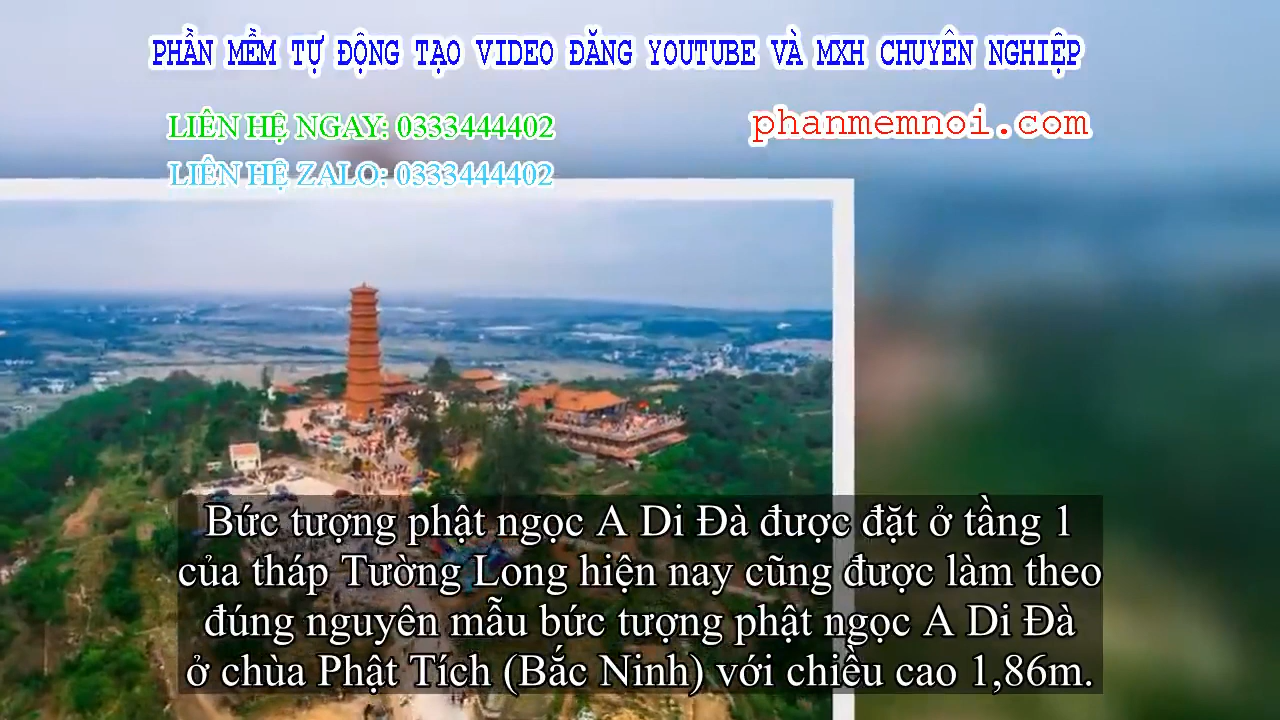 PHẦN MỀM TỰ ĐỘNG TẠO VIDEO ĐĂNG YOUTUBE VÀ MXH CHUYÊN NGHIỆP
LIÊN HỆ NGAY: 0333444402
phanmemnoi.com
LIÊN HỆ ZALO: 0333444402
Bức tượng phật ngọc A Di Đà được đặt ở tầng 1
của tháp Tường Long hiện nay cũng được làm theo
đúng nguyên mẫu bức tượng phật ngọc A Di Đà
ở chùa Phật Tích (Bắc Ninh) với chiều cao 1,86m.